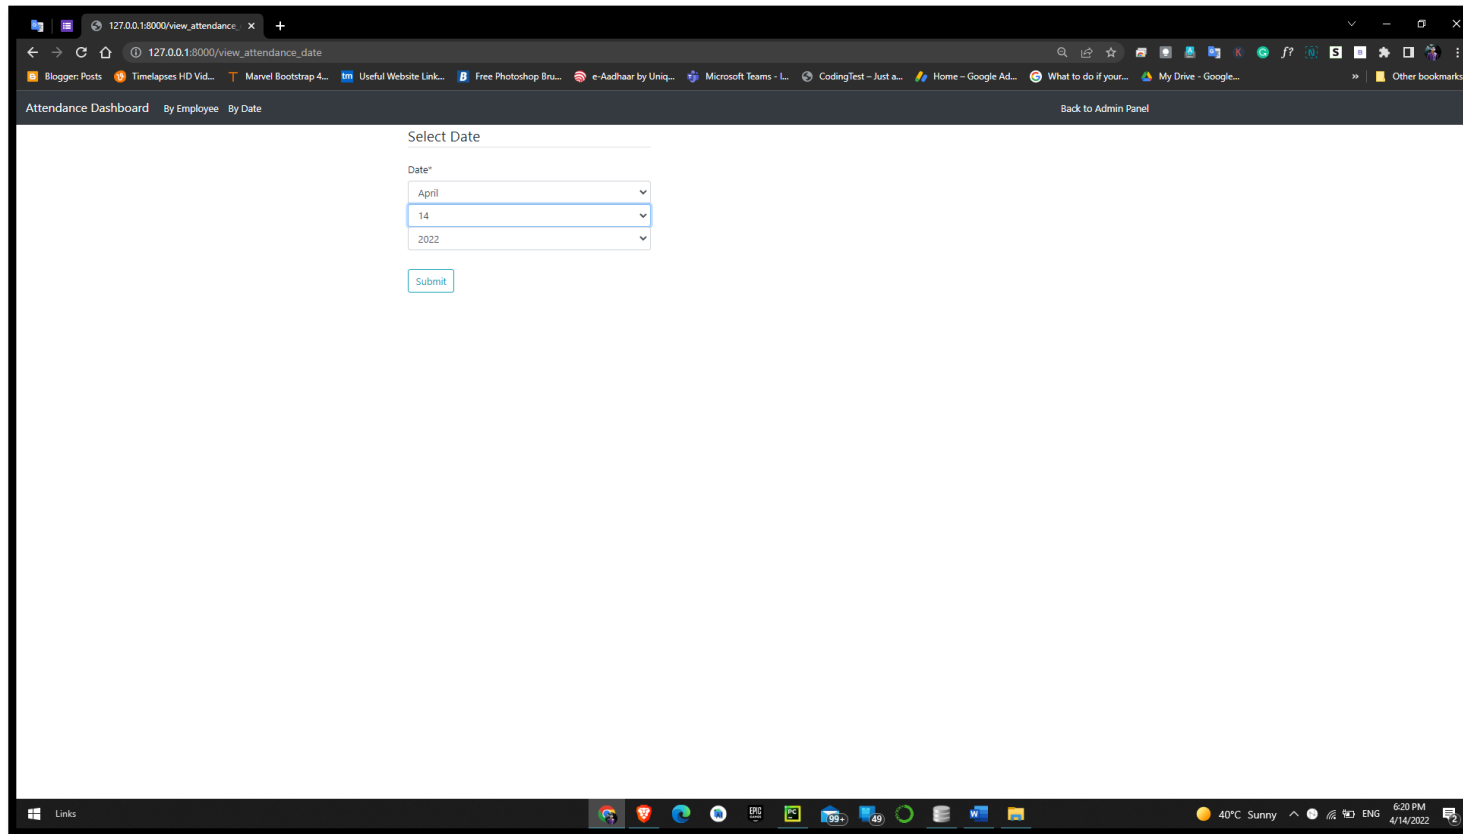 127.0.0.1:8000/view_attendance_
127.0.0.1:8000/view_attendance_date
Blogger: Posts Timelapses HD Vid... Marvel Bootstrap 4... tm Useful Website Link... B Free Photoshop Bru... e-Aadhaar by Uniq... Microsoft Teams - I... CodingTest – Just a... Home – Google Ad... What to do if your... My Drive - Google... » Other bookmarks
Attendance Dashboard By Employee By Date Back to Admin Panel
Select Date
Date*
April
14
2022
Submit
Links 99+ 49 40°C Sunny ENG 6:20 PM
4/14/2022 2